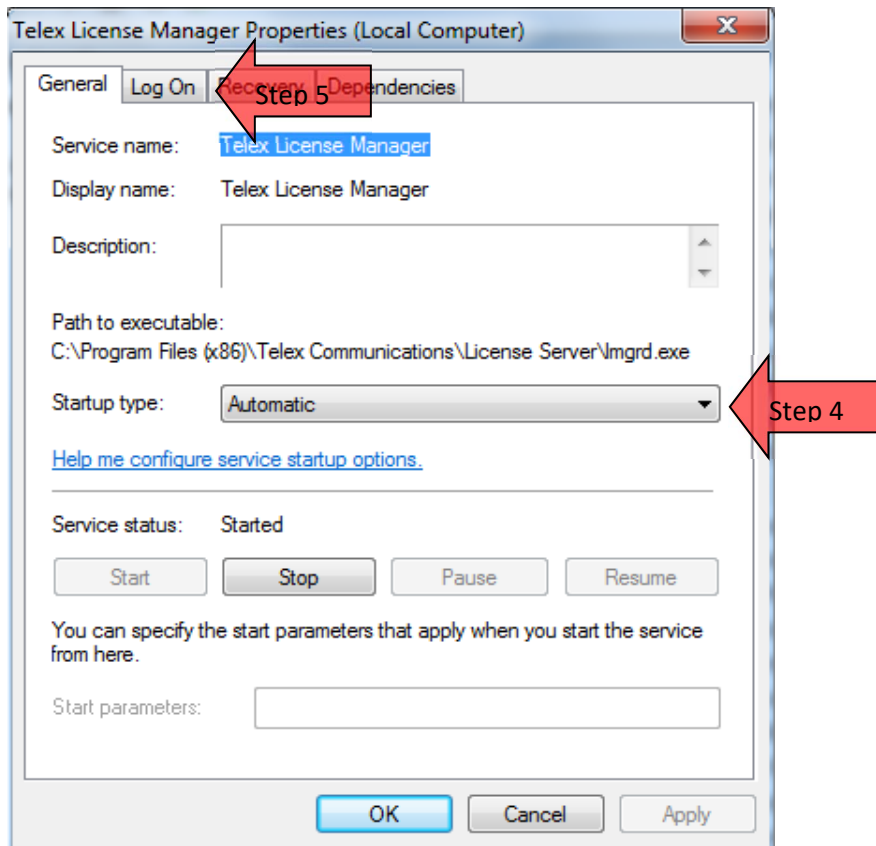 Telex License Manager Properties (Local Computer)
General Log On Recovery Dependencies
Step 5
Service name: Telex License Manager
Display name: Telex License Manager
Description:
Path to executable:
C:\Program Files (x86)\Telex Communications\License Server\lmgrd.exe
Startup type: Automatic
Step 4
Help me configure service startup options.
Service status: Started
Start Stop Pause Resume
You can specify the start parameters that apply when you start the service
from here.
Start parameters:
OK Cancel Apply